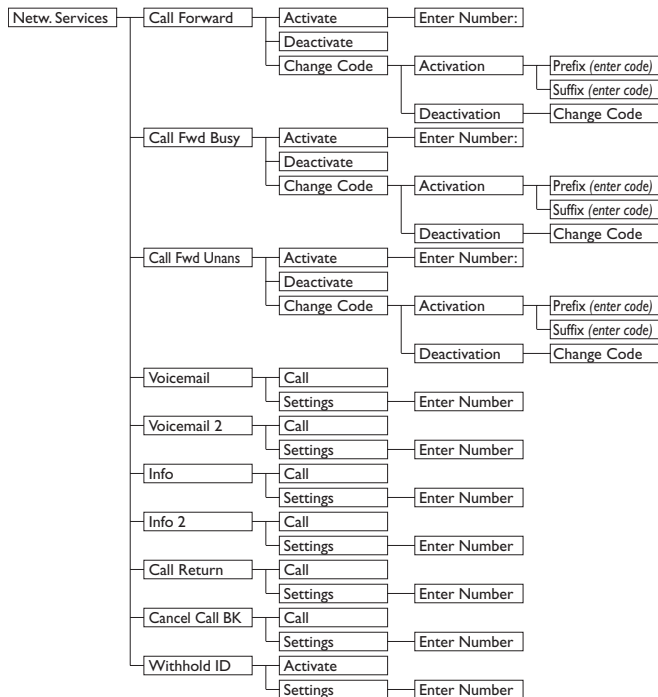 Netw. Services Call Forward Activate Enter Number:
Deactivate
Change Code Activation Prefix (enter code)
Suffix (enter code)
Deactivation Change Code
Call Fwd Busy Activate Enter Number:
Deactivate
Change Code Activation Prefix (enter code)
Suffix (enter code)
Deactivation Change Code
Call Fwd Unans Activate Enter Number:
Deactivate
Change Code Activation Prefix (enter code)
Suffix (enter code)
Deactivation Change Code
Voicemail Call
Settings Enter Number
Voicemail 2 Call
Settings Enter Number
Info Call
Settings Enter Number
Info 2 Call
Settings Enter Number
Call Return Call
Settings Enter Number
Cancel Call BK Call
Settings Enter Number
Withhold ID Activate
Settings Enter Number